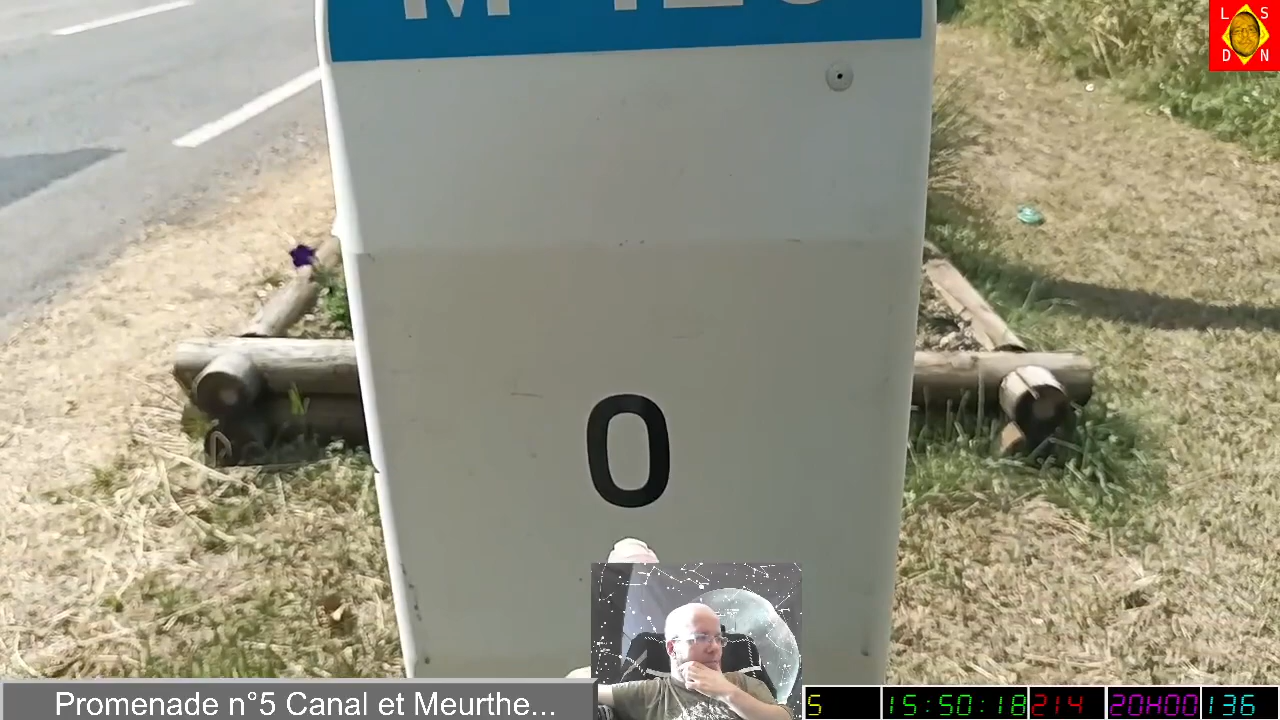 L S
D N
0
Promenade n°5 Canal et Meurthe...
5
15:50:18
214
20H00
136